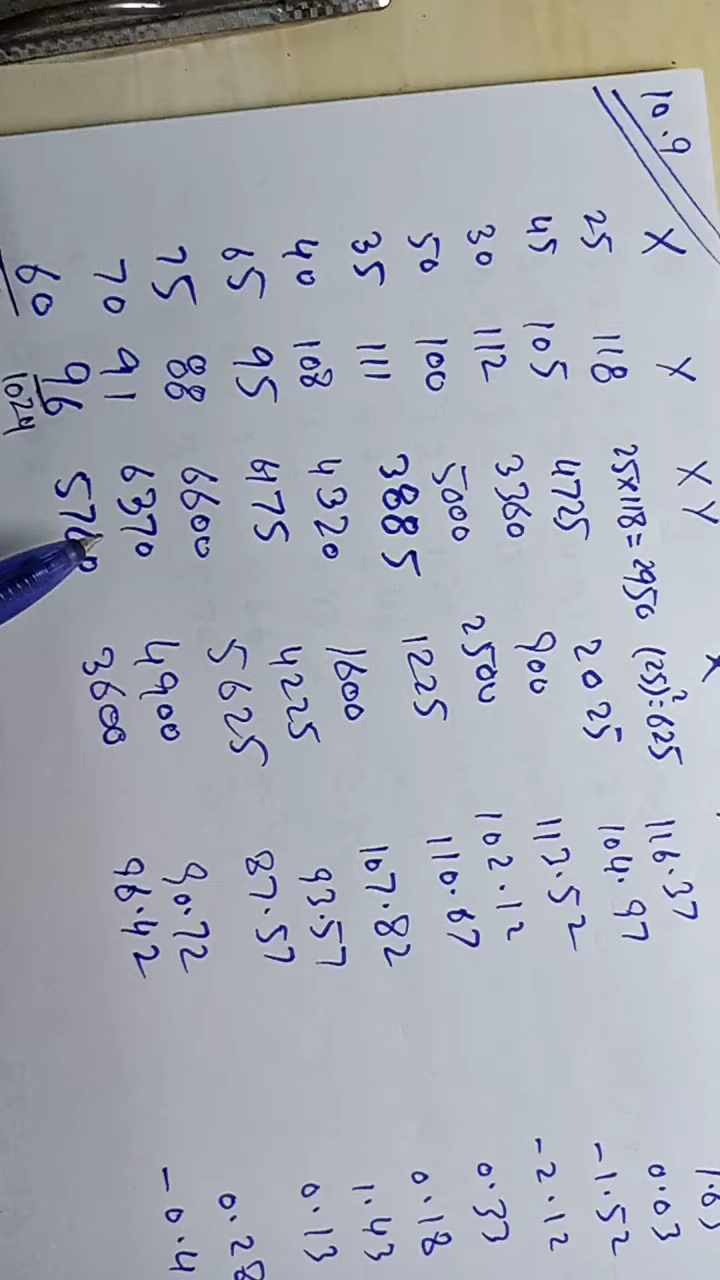 10.9
X Y XY X
25 118 25×118 = 2950 (25)²=625 116.37 1.63
45 105 4725 2025 104.97 0.03
30 112 3360 900 113.52 -1.52
50 100 5000 2500 102.12 -2.12
35 111 3885 1225 110.67 0.33
40 108 4320 1600 107.82 0.18
65 95 6175 4225 93.57 1.43
75 88 6600 5625 87.57 0.13
70 91 6370 4900 90.72 0.28
60 96 3600 96.42 -0.4
1024